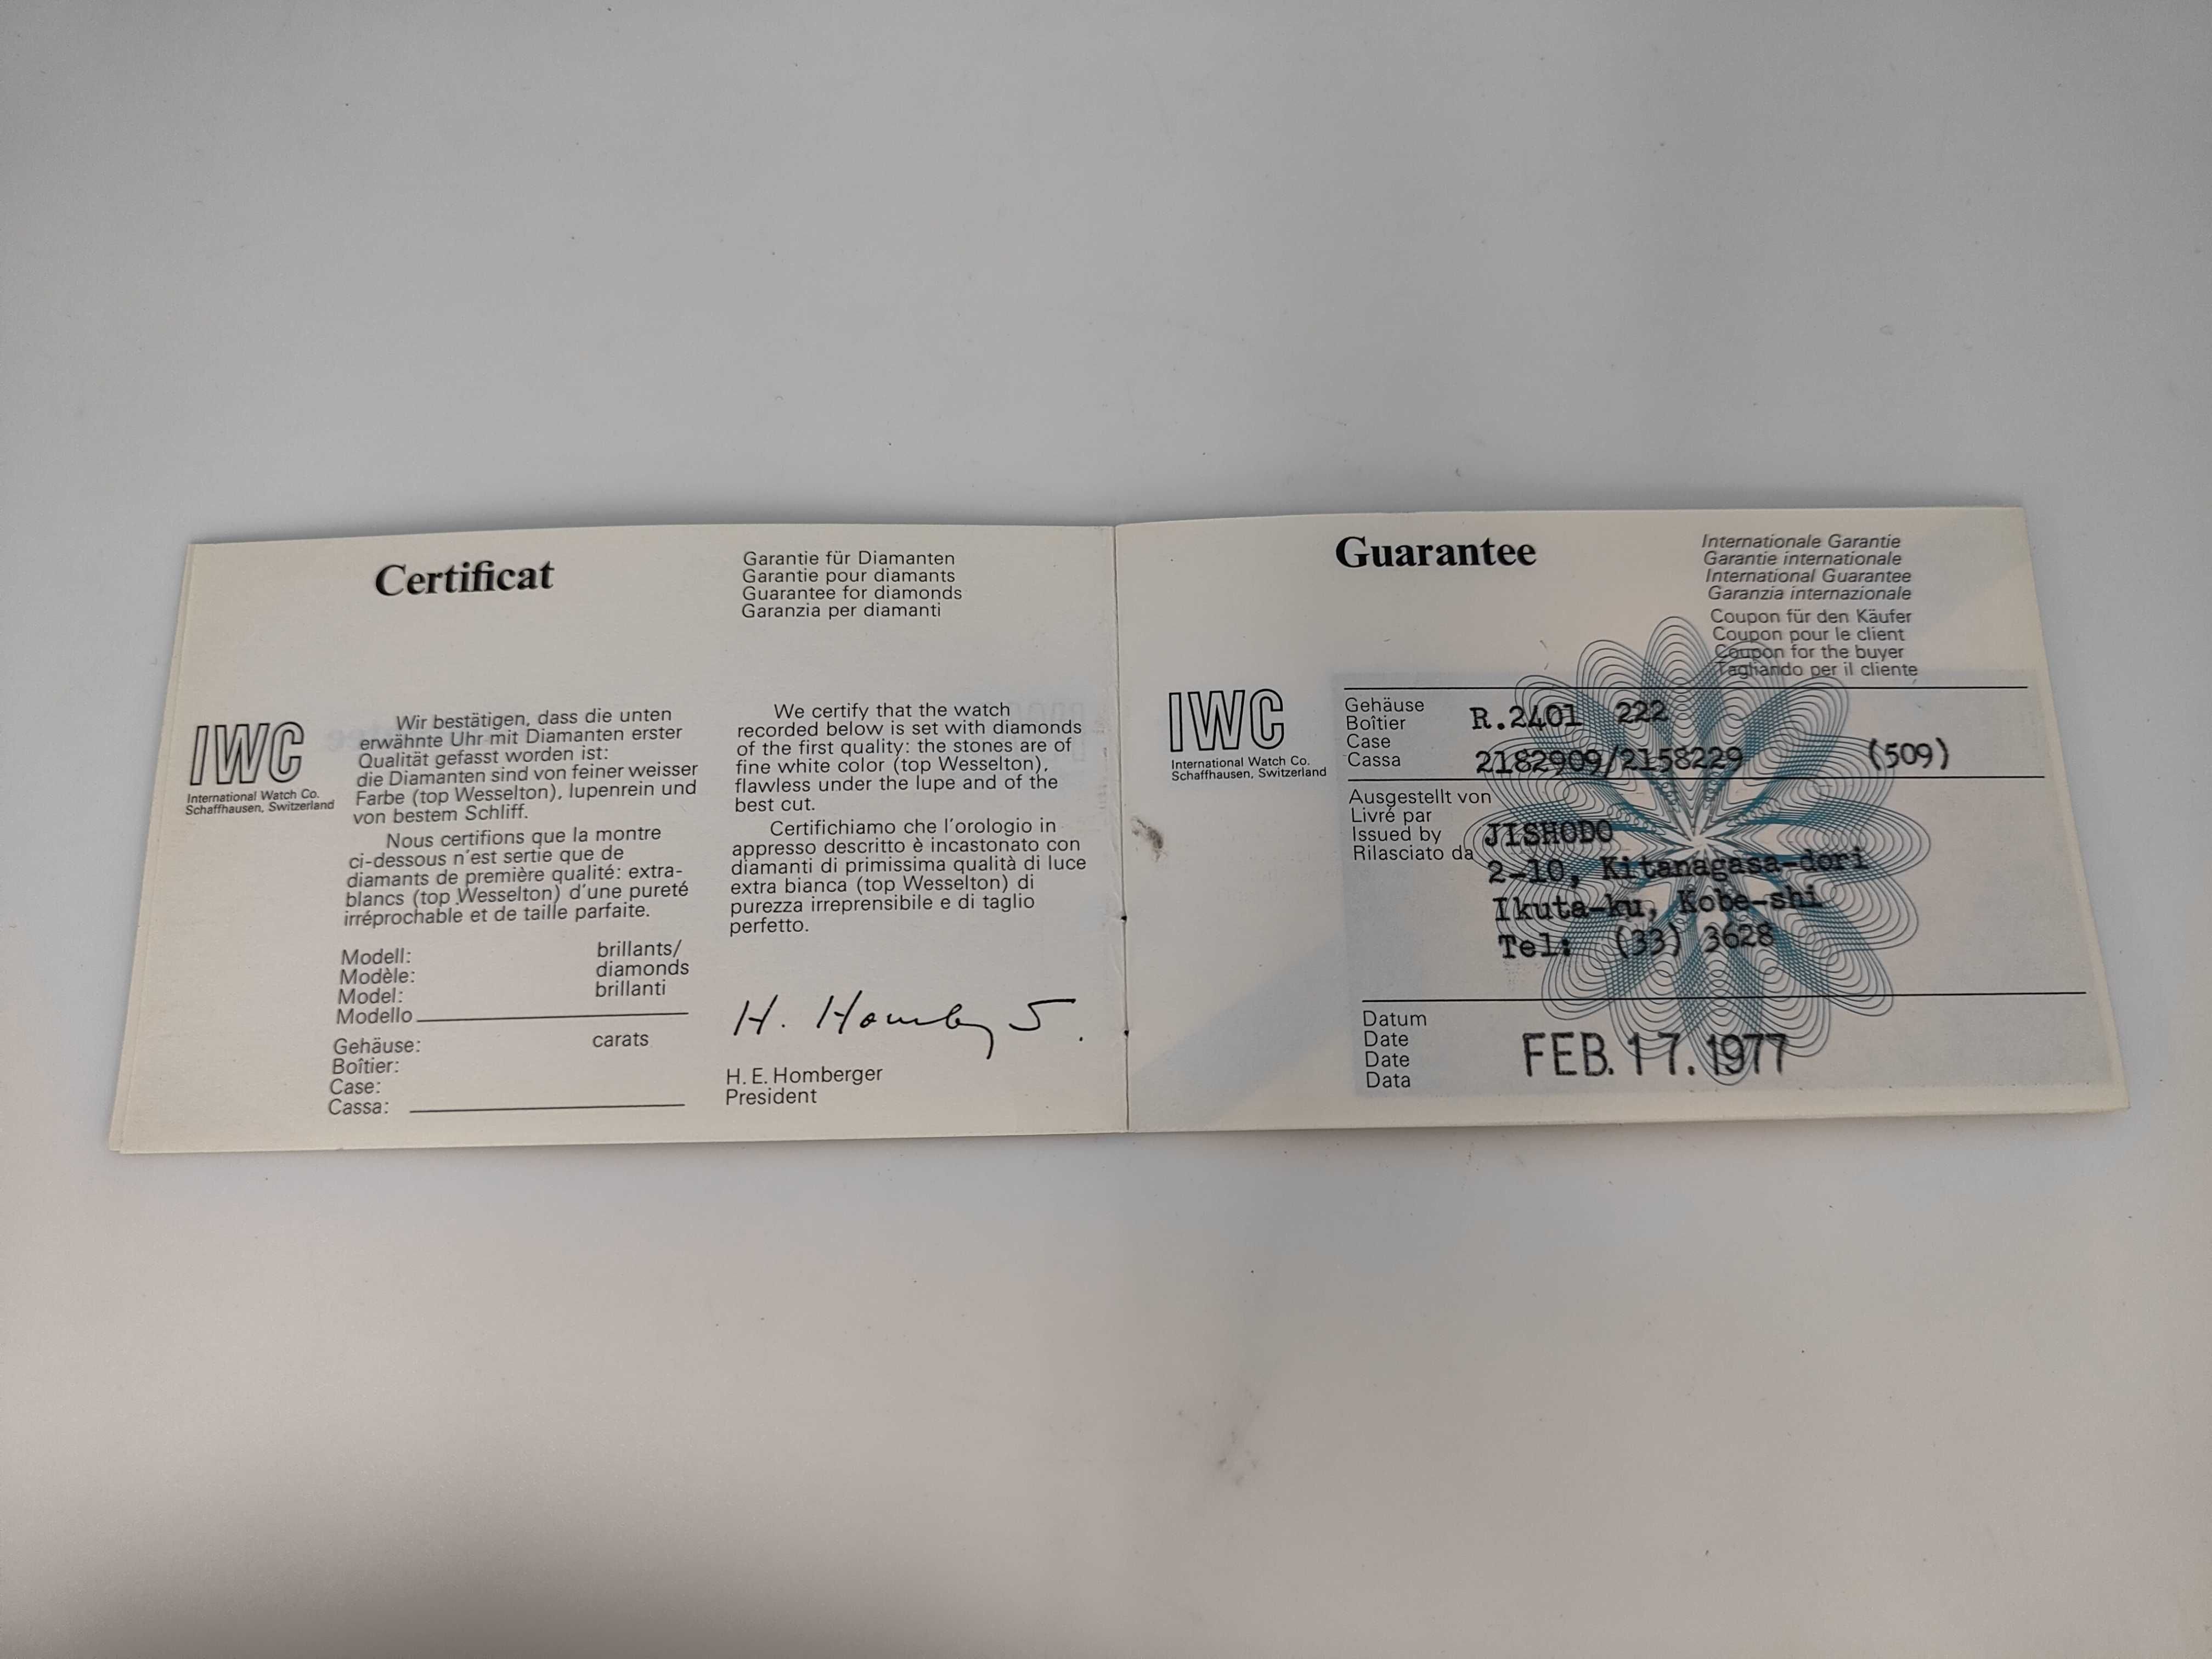 Certificat
Garantie für Diamanten
Garantie pour diamants
Guarantee for diamonds
Garanzia per diamanti
IWC
International Watch Co.
Schaffhausen, Switzerland
Wir bestätigen, dass die unten
erwähnte Uhr mit Diamanten erster
Qualität gefasst worden ist:
die Diamanten sind von feiner weisser
Farbe (top Wesselton), lupenrein und
von bestem Schliff.
Nous certifions que la montre
ci-dessous n'est sertie que de
diamants de première qualité: extra-
blancs (top Wesselton) d'une pureté
irréprochable et de taille parfaite.
Modell: brillants/
Modèle: diamonds
Model: brillanti
Modello
Gehäuse: carats
Boîtier:
Case:
Cassa:
We certify that the watch
recorded below is set with diamonds
of the first quality: the stones are of
fine white color (top Wesselton),
flawless under the lupe and of the
best cut.
Certifichiamo che l'orologio in
appresso descritto è incastonato con
diamanti di primissima qualità di luce
extra bianca (top Wesselton) di
purezza irreprensibile e di taglio
perfetto.
H. E. Homberger
President
Guarantee
Internationale Garantie
Garantie internationale
International Guarantee
Garanzia internazionale
Coupon für den Käufer
Coupon pour le client
Coupon for the buyer
Tagliando per il cliente
IWC
International Watch Co.
Schaffhausen, Switzerland
Gehäuse
Boîtier R.2401 222
Case
Cassa 2182909/2158229 (509)
Ausgestellt von
Livré par
Issued by JISHODO
Rilasciato da
2-10, Kitanagasa-dori
Ikuta-ku, Kobe-shi
Tel: (33) 3628
Datum
Date
Date FEB. 17. 1977
Data